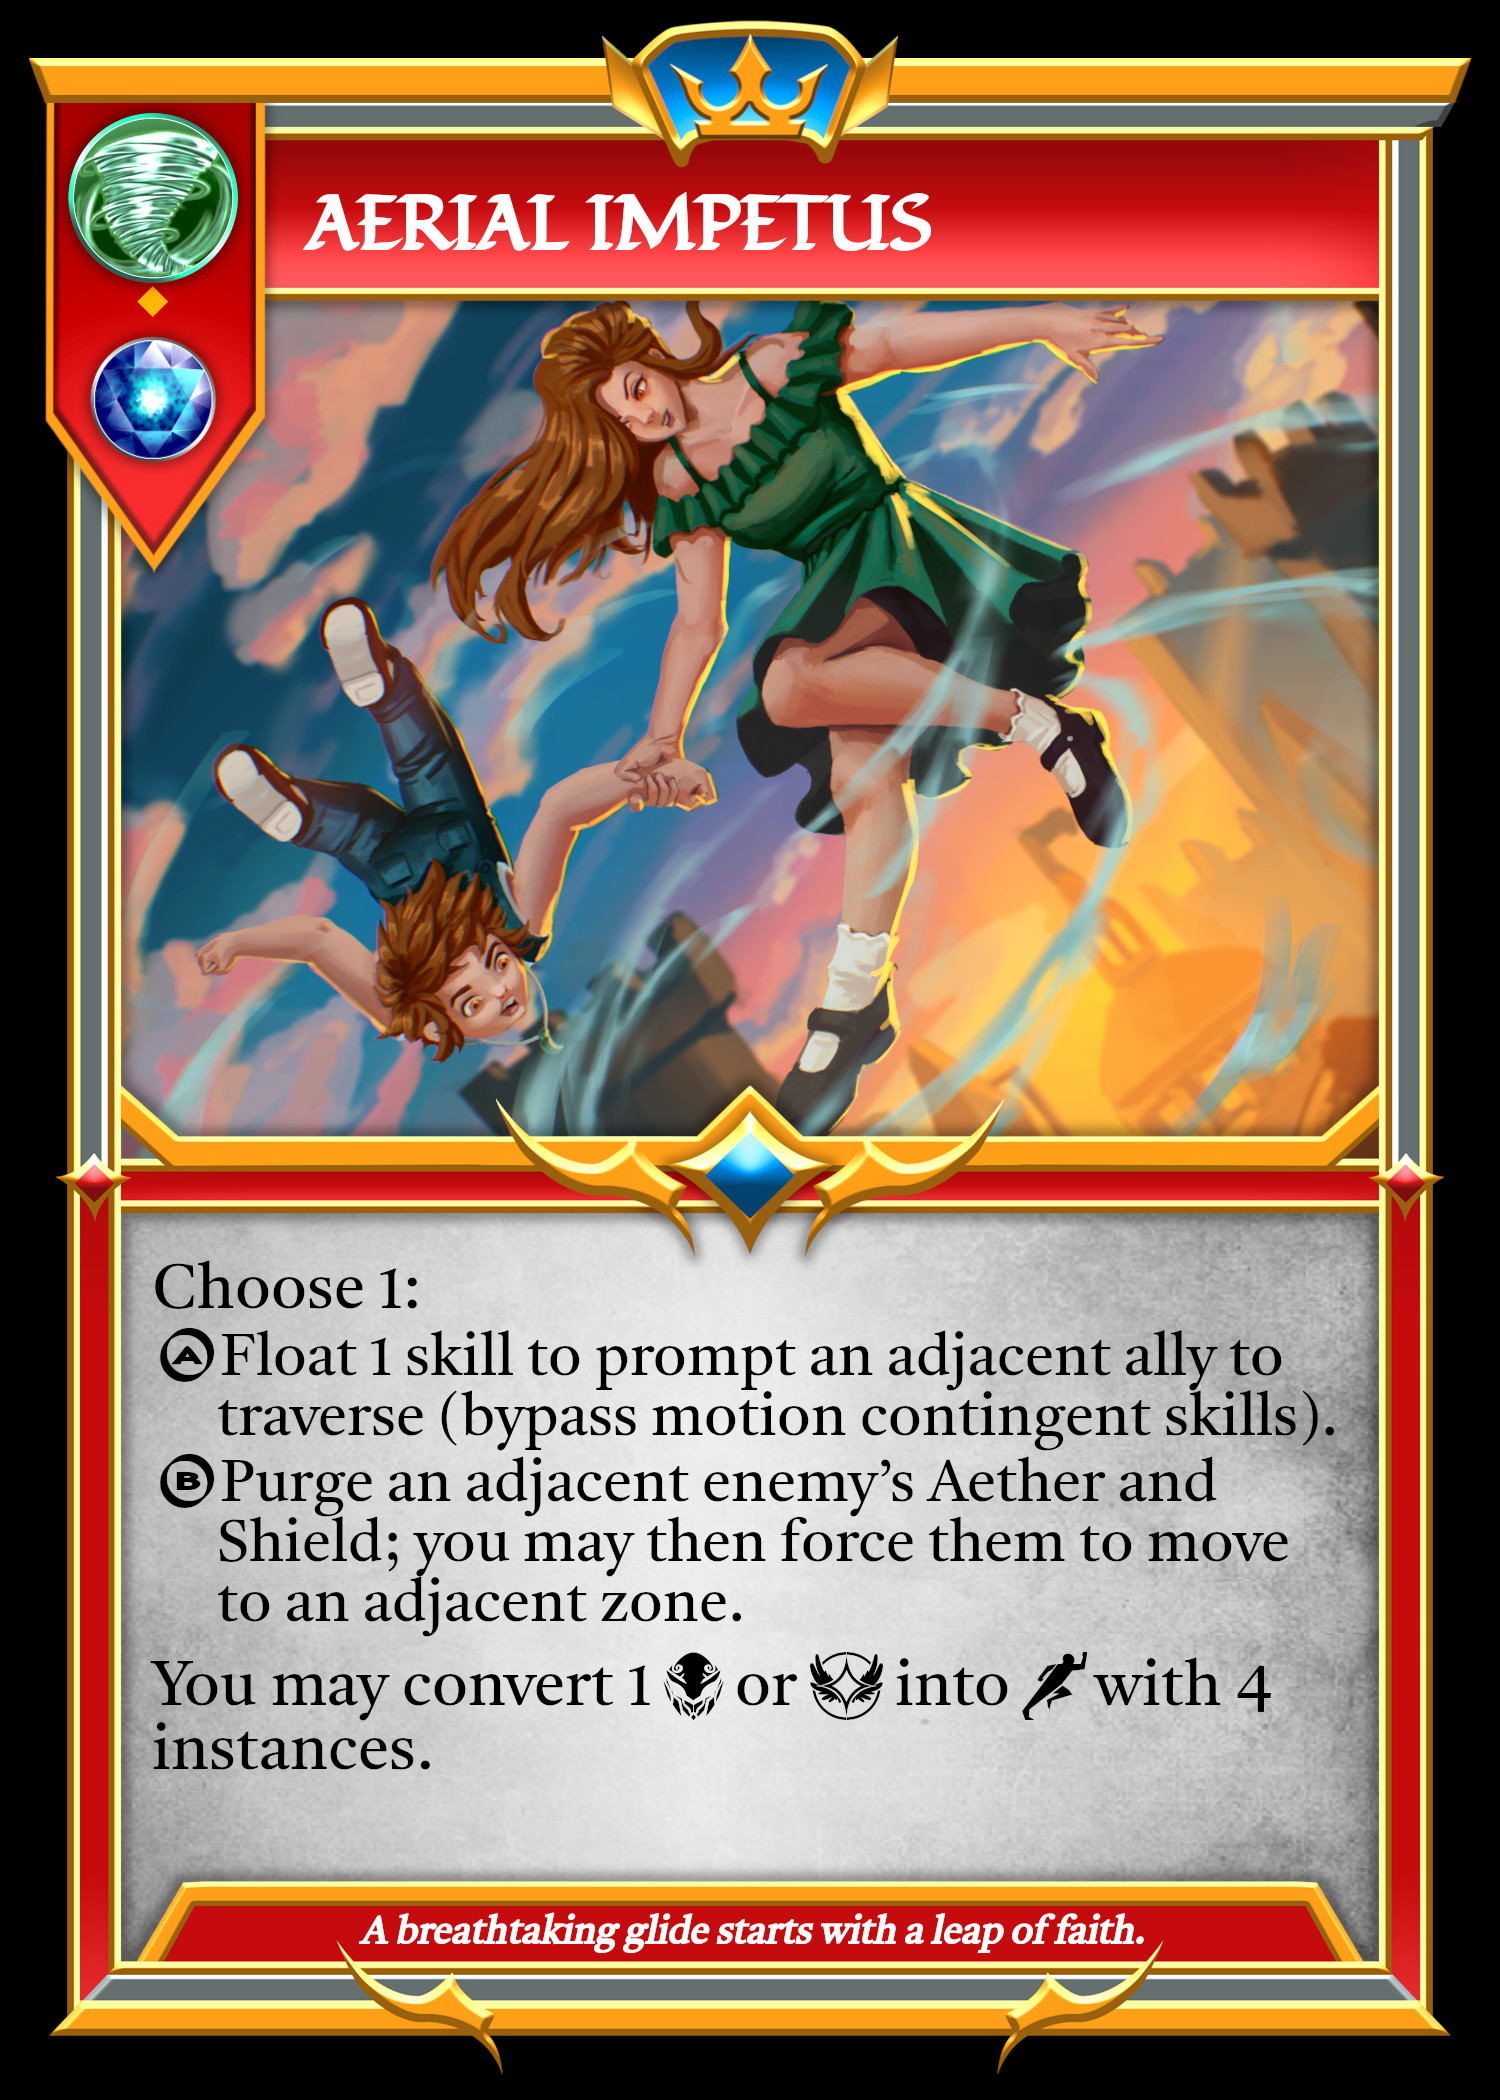 AERIAL IMPETUS
Choose 1:
A Float 1 skill to prompt an adjacent ally to
traverse (bypass motion contingent skills).
B Purge an adjacent enemy’s Aether and
Shield; you may then force them to move
to an adjacent zone.
You may convert 1 or into with 4
instances.
A breathtaking glide starts with a leap of faith.